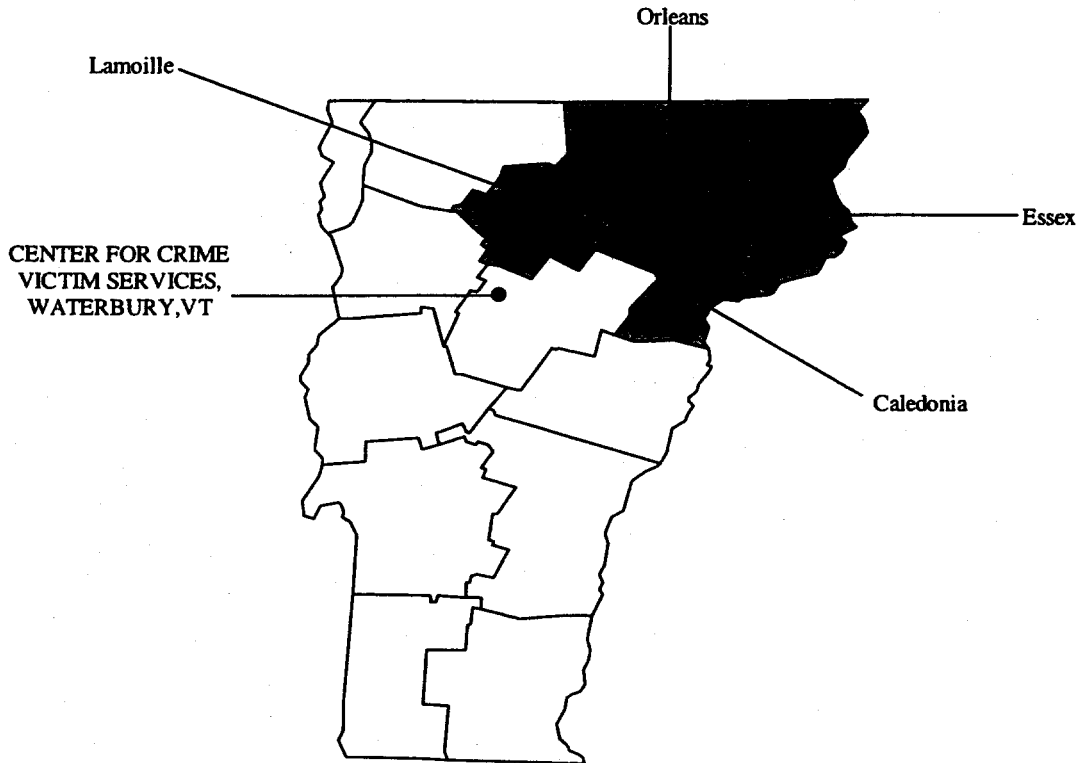 Orleans
Lamoille
Essex
CENTER FOR CRIME
VICTIM SERVICES,
WATERBURY,VT
Caledonia